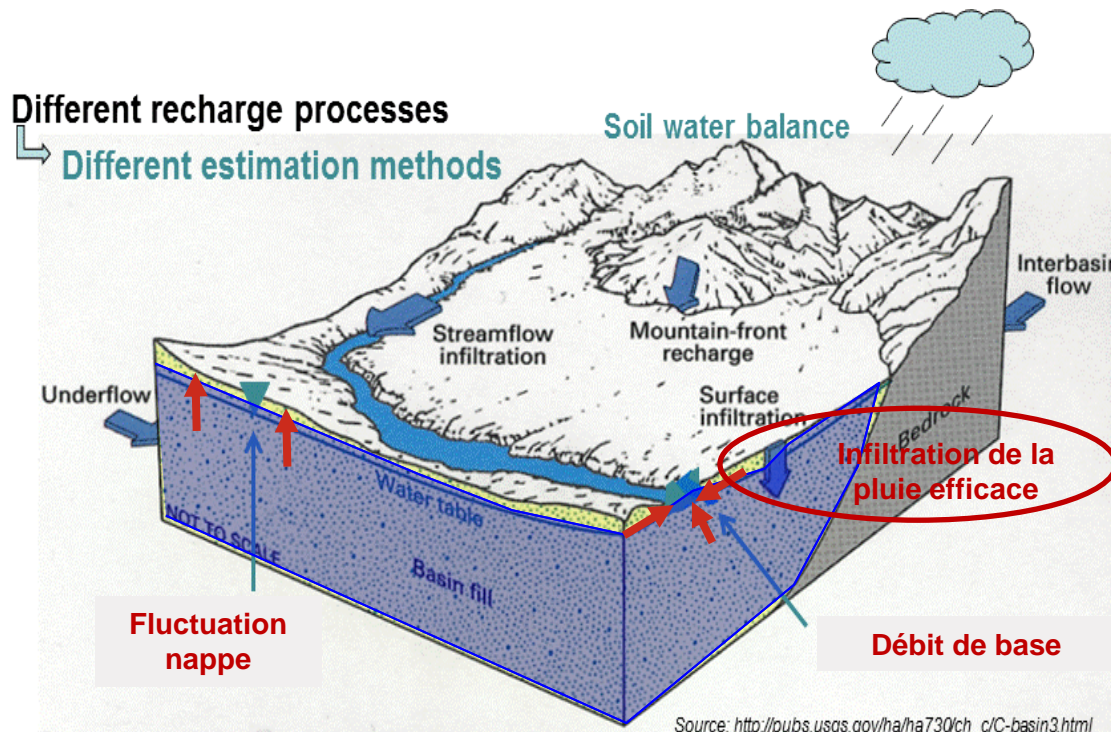 Different recharge processes
Different estimation methods
Soil water balance
Interbasin
flow
Streamflow
infiltration
Mountain-front
recharge
Underflow
Surface
infiltration
Bedrock
Infiltration de la
pluie efficace
Water table
NOT TO SCALE
Basin fill
Fluctuation
nappe
Débit de base
Source: http://pubs.usgs.gov/ha/ha730/ch_c/C-basin3.html